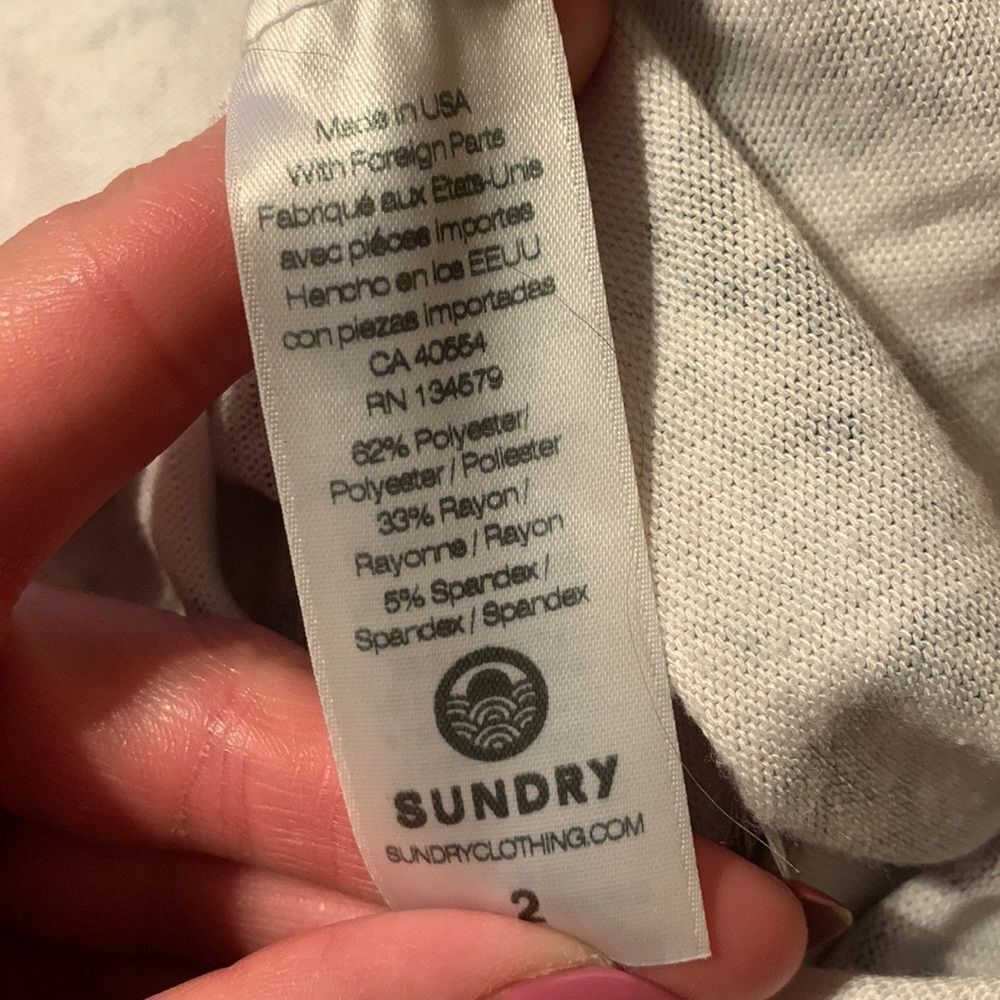 Made in USA
With Foreign Parts
Fabriqué aux Etats-Unis
avec piéces importes
Hencho en los EEUU
con piezas importadas
CA 40554
RN 134579
62% Polyester/
Polyester / Poliester
33% Rayon /
Rayonne / Rayon
5% Spandex /
Spandex / Spandex
SUNDRY
SUNDRYCLOTHING.COM
2